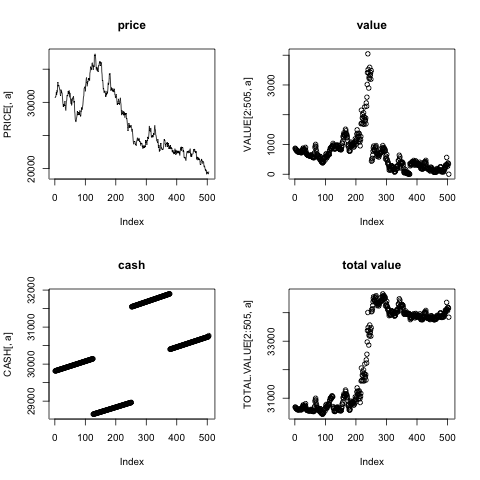 price
PRICE[, a]
20000 30000
0 100 200 300 400 500
Index
value
VALUE[2:505, a]
0 1000 3000
0 100 200 300 400 500
Index
cash
CASH[, a]
29000 30000 31000 32000
0 100 200 300 400 500
Index
total value
TOTAL.VALUE[2:505, a]
31000 33000
0 100 200 300 400 500
Index